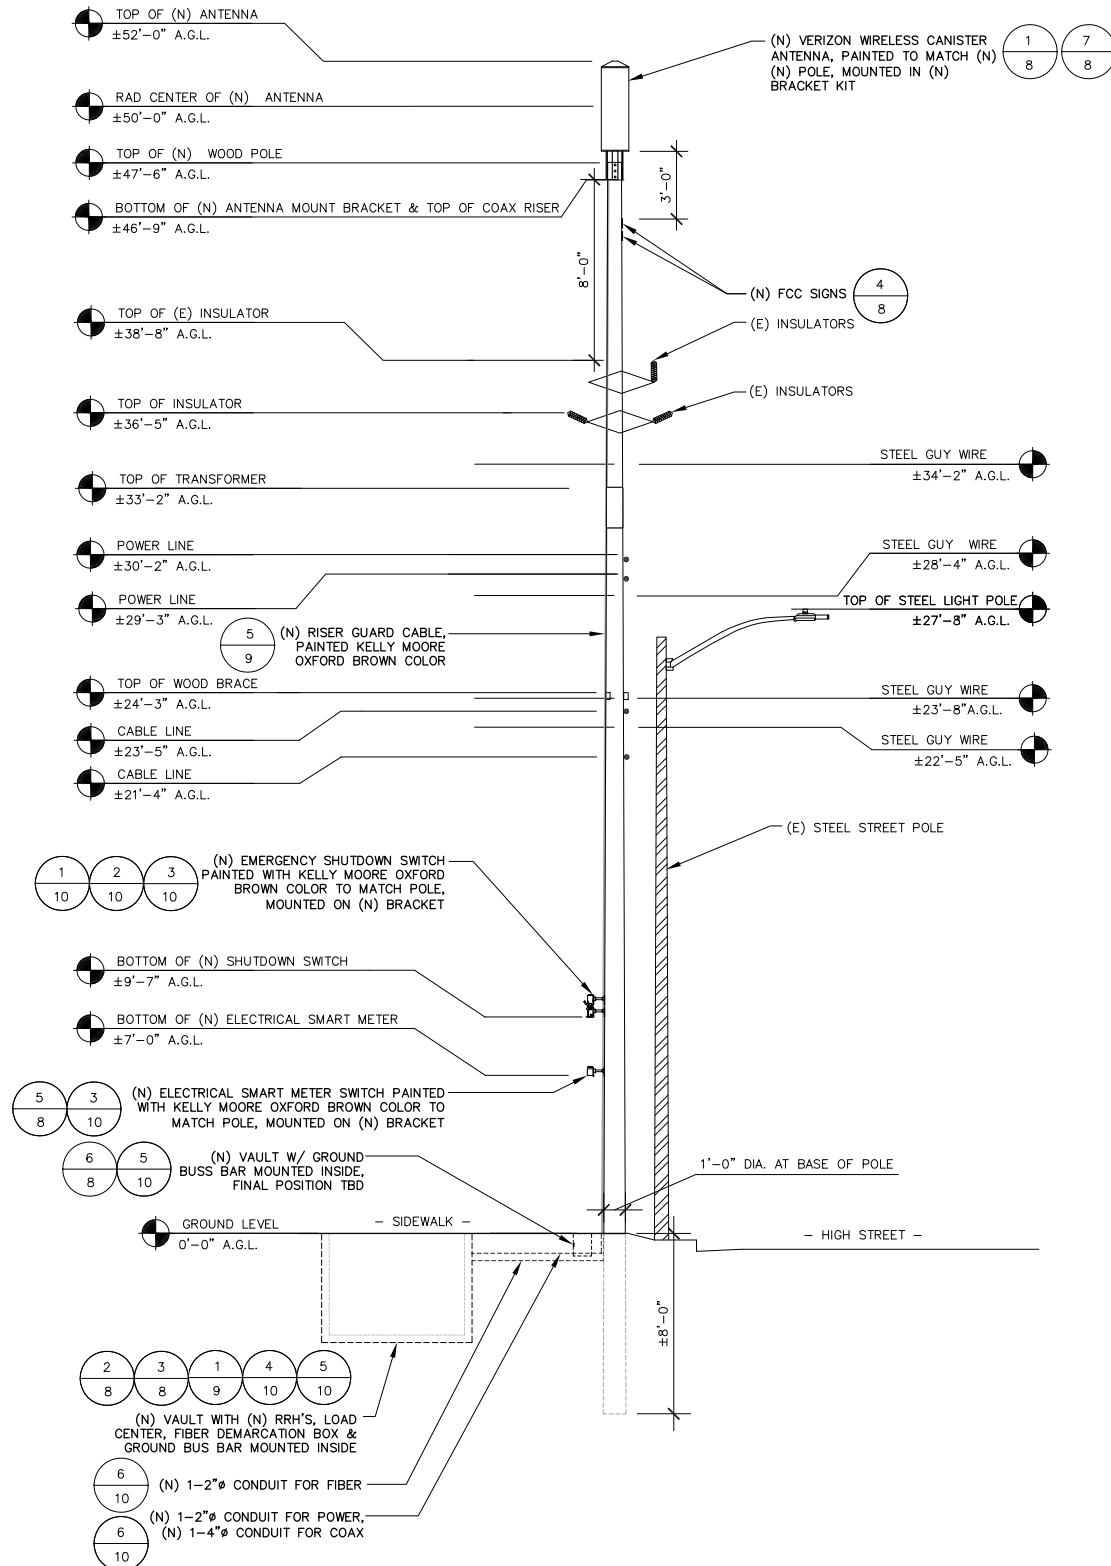 TOP OF (N) ANTENNA
±52'-0" A.G.L.
(N) VERIZON WIRELESS CANISTER
ANTENNA, PAINTED TO MATCH (N)
(N) POLE, MOUNTED IN (N)
BRACKET KIT
1
8
7
8
RAD CENTER OF (N) ANTENNA
±50'-0" A.G.L.
TOP OF (N) WOOD POLE
±47'-6" A.G.L.
3'-0"
BOTTOM OF (N) ANTENNA MOUNT BRACKET & TOP OF COAX RISER
±46'-9" A.G.L.
8'-0"
(N) FCC SIGNS
4
8
TOP OF (E) INSULATOR
±38'-8" A.G.L.
(E) INSULATORS
(E) INSULATORS
TOP OF INSULATOR
±36'-5" A.G.L.
STEEL GUY WIRE
±34'-2" A.G.L.
TOP OF TRANSFORMER
±33'-2" A.G.L.
POWER LINE
±30'-2" A.G.L.
STEEL GUY WIRE
±28'-4" A.G.L.
POWER LINE
±29'-3" A.G.L.
TOP OF STEEL LIGHT POLE
±27'-8" A.G.L.
5
9
(N) RISER GUARD CABLE,
PAINTED KELLY MOORE
OXFORD BROWN COLOR
TOP OF WOOD BRACE
±24'-3" A.G.L.
STEEL GUY WIRE
±23'-8"A.G.L.
CABLE LINE
±23'-5" A.G.L.
STEEL GUY WIRE
±22'-5" A.G.L.
CABLE LINE
±21'-4" A.G.L.
(E) STEEL STREET POLE
1
10
2
10
3
10
(N) EMERGENCY SHUTDOWN SWITCH
PAINTED WITH KELLY MOORE OXFORD
BROWN COLOR TO MATCH POLE,
MOUNTED ON (N) BRACKET
BOTTOM OF (N) SHUTDOWN SWITCH
±9'-7" A.G.L.
BOTTOM OF (N) ELECTRICAL SMART METER
±7'-0" A.G.L.
5
8
3
10
(N) ELECTRICAL SMART METER SWITCH PAINTED
WITH KELLY MOORE OXFORD BROWN COLOR TO
MATCH POLE, MOUNTED ON (N) BRACKET
6
8
5
10
(N) VAULT W/ GROUND
BUSS BAR MOUNTED INSIDE,
FINAL POSITION TBD
1'-0" DIA. AT BASE OF POLE
GROUND LEVEL
0'-0" A.G.L.
- SIDEWALK -
- HIGH STREET -
±8'-0"
2
8
3
8
1
9
4
10
5
10
(N) VAULT WITH (N) RRH'S, LOAD
CENTER, FIBER DEMARCATION BOX &
GROUND BUS BAR MOUNTED INSIDE
6
10
(N) 1-2"ø CONDUIT FOR FIBER
6
10
(N) 1-2"ø CONDUIT FOR POWER,
(N) 1-4"ø CONDUIT FOR COAX